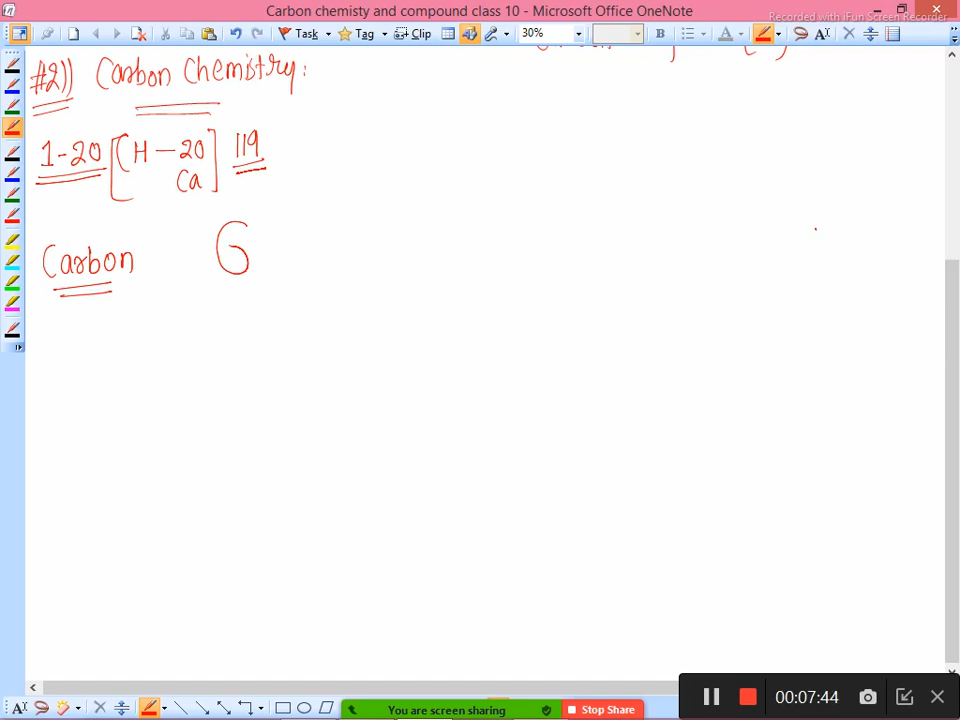 Carbon chemisty and compound class 10 - Microsoft Office OneNote
Recorded with iFun Screen Recorder
Task Tag Clip 30% B A A
#2)) Carbon Chemistry:
1-20 [H — 20] 119
Ca
Carbon 6
A
You are screen sharing Stop Share
00:07:44